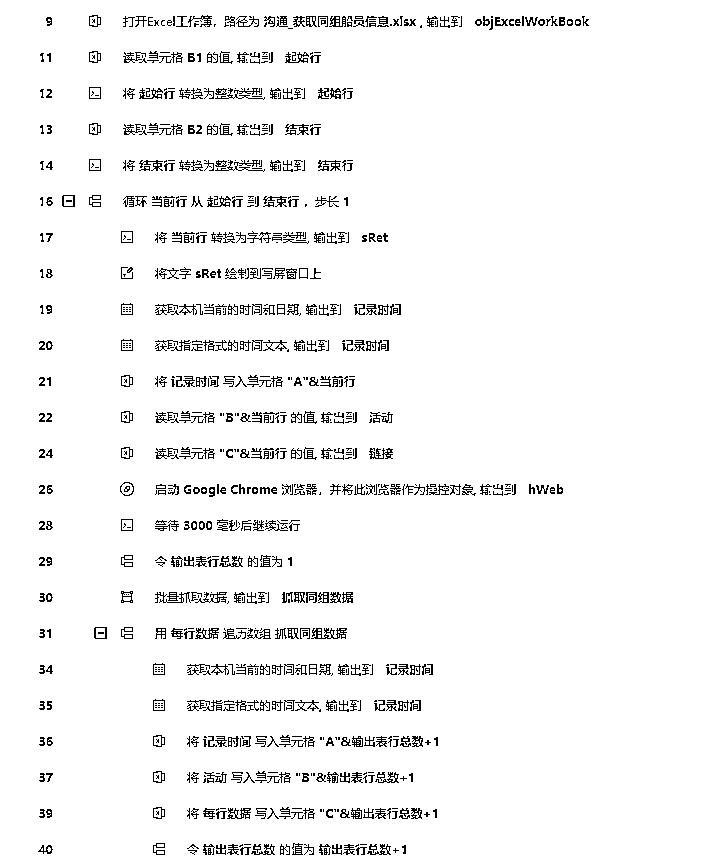 9 打开Excel工作簿，路径为 沟通_获取同组船员信息.xlsx , 输出到 objExcelWorkBook
11 读取单元格 B1 的值, 输出到 起始行
12 将 起始行 转换为整数类型, 输出到 起始行
13 读取单元格 B2 的值, 输出到 结束行
14 将 结束行 转换为整数类型, 输出到 结束行
16 循环 当前行 从 起始行 到 结束行 ，步长 1
17 将 当前行 转换为字符串类型, 输出到 sRet
18 将文字 sRet 绘制到写屏窗口上
19 获取本机当前的时间和日期, 输出到 记录时间
20 获取指定格式的时间文本, 输出到 记录时间
21 将 记录时间 写入单元格 "A"&当前行
22 读取单元格 "B"&当前行 的值, 输出到 活动
24 读取单元格 "C"&当前行 的值, 输出到 链接
26 启动 Google Chrome 浏览器，并将此浏览器作为操控对象, 输出到 hWeb
28 等待 3000 毫秒后继续运行
29 令 输出表行总数 的值为 1
30 批量抓取数据, 输出到 抓取同组数据
31 用 每行数据 遍历数组 抓取同组数据
34 获取本机当前的时间和日期, 输出到 记录时间
35 获取指定格式的时间文本, 输出到 记录时间
36 将 记录时间 写入单元格 "A"&输出表行总数+1
37 将 活动 写入单元格 "B"&输出表行总数+1
39 将 每行数据 写入单元格 "C"&输出表行总数+1
40 令 输出表行总数 的值为 输出表行总数+1